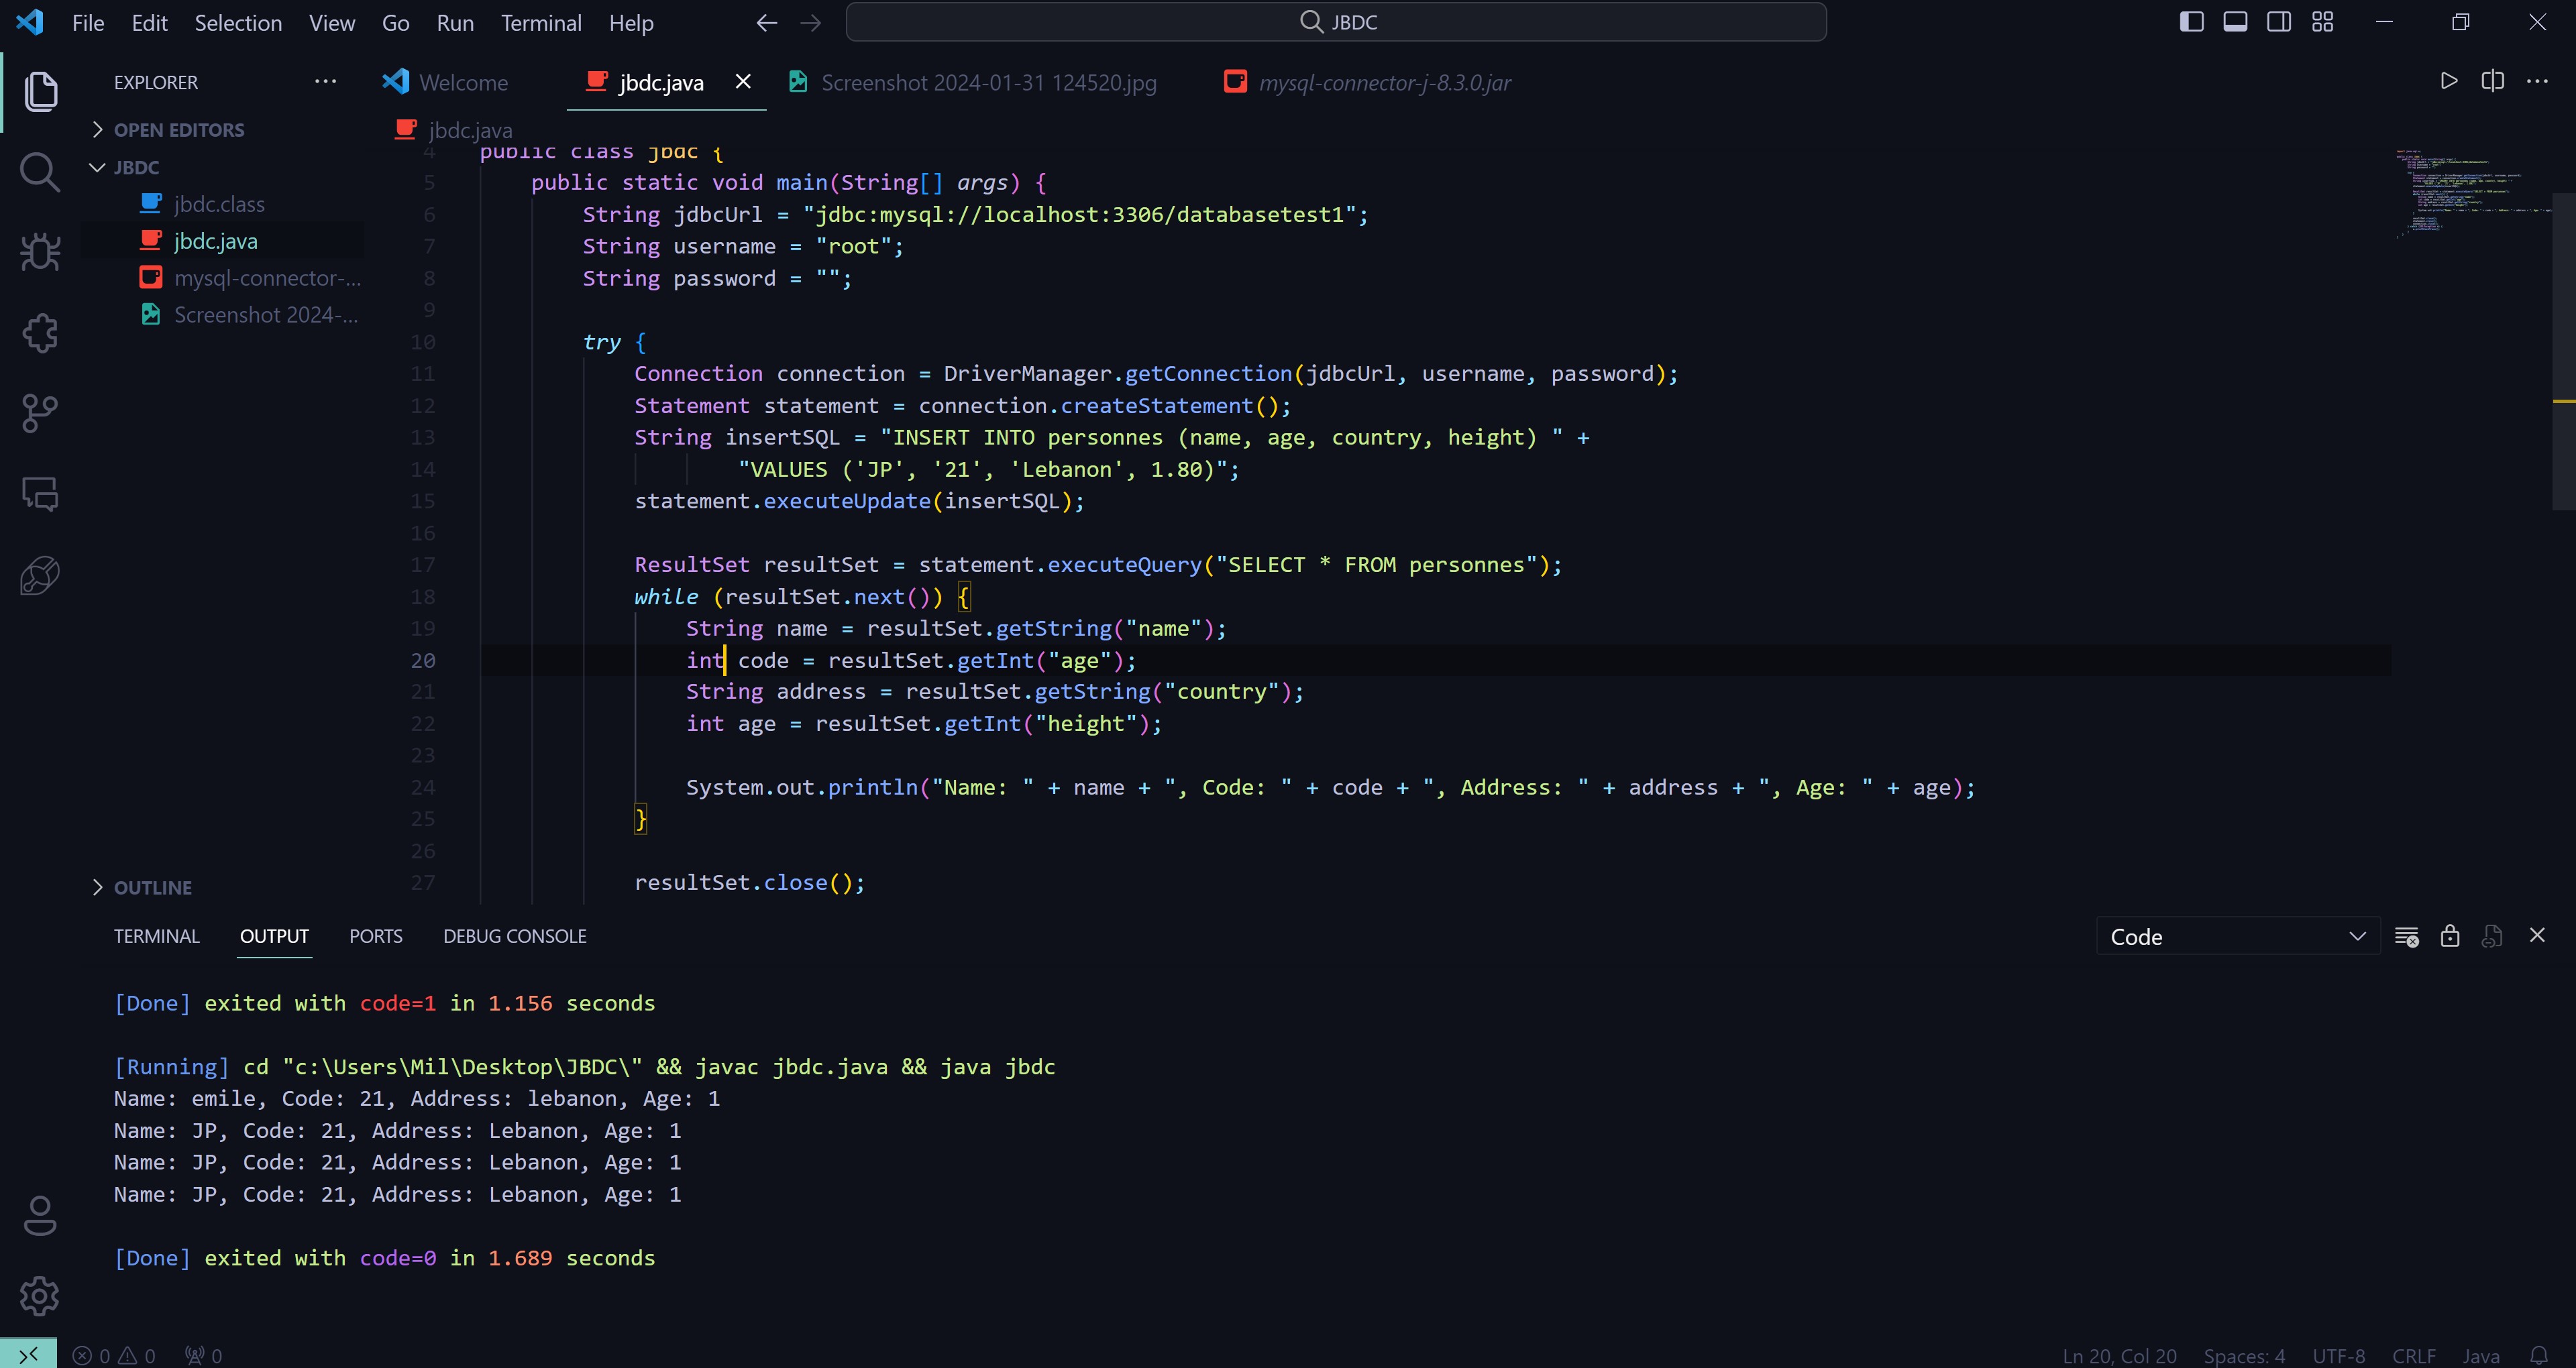 File Edit Selection View Go Run Terminal Help
JBDC
EXPLORER
Welcome
jbdc.java
Screenshot 2024-01-31 124520.jpg
mysql-connector-j-8.3.0.jar
OPEN EDITORS
JBDC
jbdc.class
jbdc.java
mysql-connector-...
Screenshot 2024-...
OUTLINE
jbdc.java
4 public class jbdc {
5 public static void main(String[] args) {
6 String jdbcUrl = "jdbc:mysql://localhost:3306/databasetest1";
7 String username = "root";
8 String password = "";
9
10 try {
11 Connection connection = DriverManager.getConnection(jdbcUrl, username, password);
12 Statement statement = connection.createStatement();
13 String insertSQL = "INSERT INTO personnes (name, age, country, height) " +
14 "VALUES ('JP', '21', 'Lebanon', 1.80)";
15 statement.executeUpdate(insertSQL);
16
17 ResultSet resultSet = statement.executeQuery("SELECT * FROM personnes");
18 while (resultSet.next()) {
19 String name = resultSet.getString("name");
20 int code = resultSet.getInt("age");
21 String address = resultSet.getString("country");
22 int age = resultSet.getInt("height");
23
24 System.out.println("Name: " + name + ", Code: " + code + ", Address: " + address + ", Age: " + age);
25 }
26
27 resultSet.close();
TERMINAL OUTPUT PORTS DEBUG CONSOLE
Code
[Done] exited with code=1 in 1.156 seconds
[Running] cd "c:\Users\Mil\Desktop\JBDC\" && javac jbdc.java && java jbdc
Name: emile, Code: 21, Address: lebanon, Age: 1
Name: JP, Code: 21, Address: Lebanon, Age: 1
Name: JP, Code: 21, Address: Lebanon, Age: 1
Name: JP, Code: 21, Address: Lebanon, Age: 1
[Done] exited with code=0 in 1.689 seconds
0 0 0
Ln 20, Col 20 Spaces: 4 UTF-8 CRLF Java